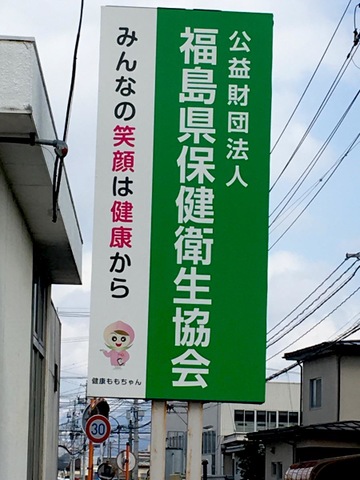 公益財団法人
福島県保健衛生協会
みんなの笑顔は健康から
健康ももちゃん
30